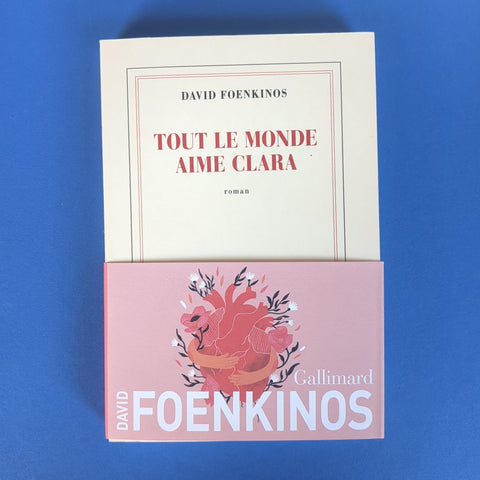 DAVID FOENKINOS
TOUT LE MONDE
AIME CLARA
roman
Gallimard
DAVID
FOENKINOS